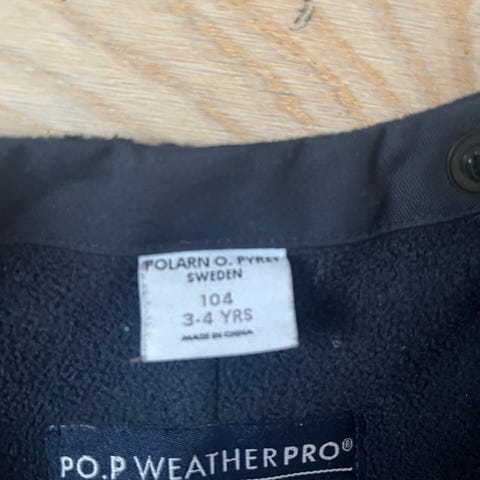 POLARN O. PYRET
SWEDEN
104
3-4 YRS
MADE IN CHINA
PO.P WEATHERPRO®